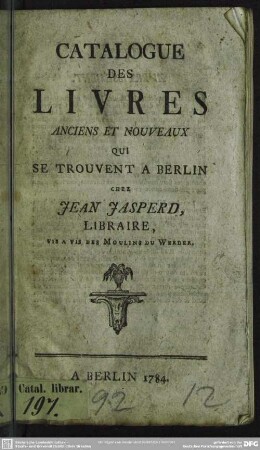 CATALOGUE
DES
LIVRES
ANCIENS ET NOUVEAUX
QUI
SE TROUVENT A BERLIN
CHEZ
JEAN JASPERD,
LIBRAIRE,
VIS A VIS DES MOULINS DU WERDER.
A BERLIN 1784.
Catal. librar.
197.
92
12